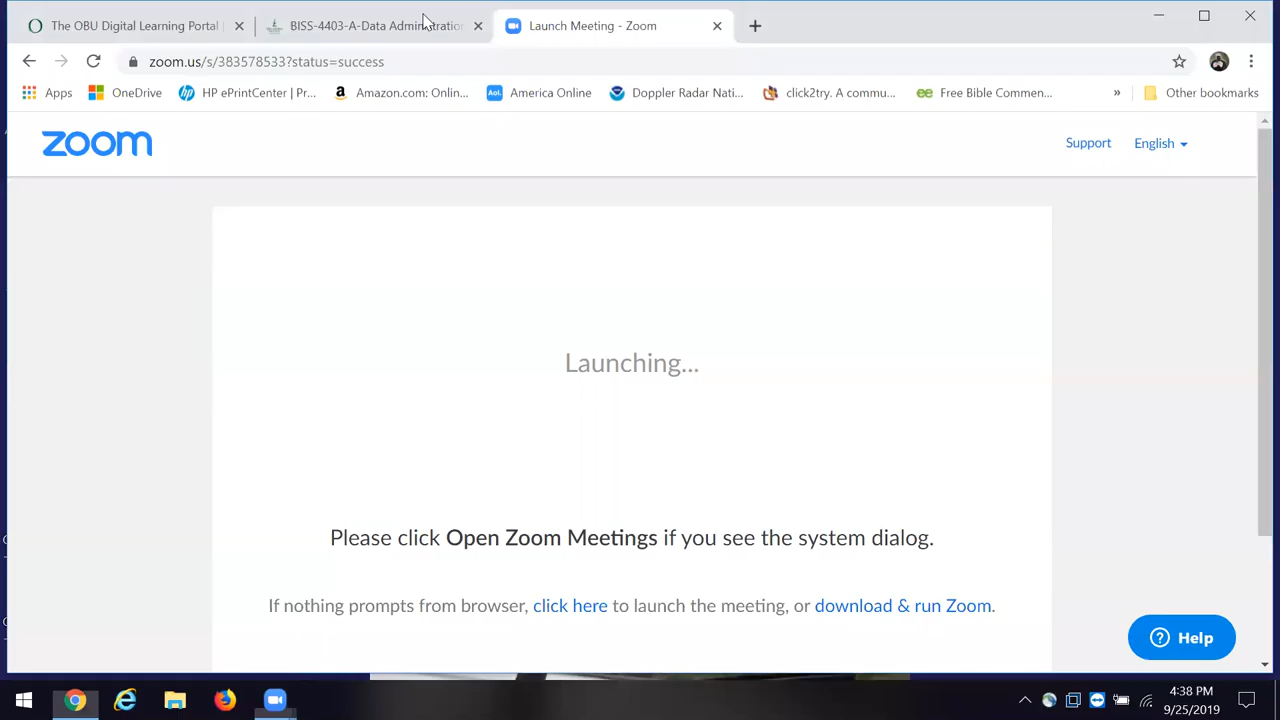 The OBU Digital Learning Portal
BISS-4403-A-Data Administration
Launch Meeting - Zoom
zoom.us/s/383578533?status=success
Apps
OneDrive
HP ePrintCenter | Pr...
Amazon.com: Onlin...
Aol.
America Online
Doppler Radar Nati...
click2try. A commu...
ee
Free Bible Commen...
»
Other bookmarks
zoom
Support
English
Launching...
Please click Open Zoom Meetings if you see the system dialog.
If nothing prompts from browser, click here to launch the meeting, or download & run Zoom.
Help
4:38 PM
9/25/2019